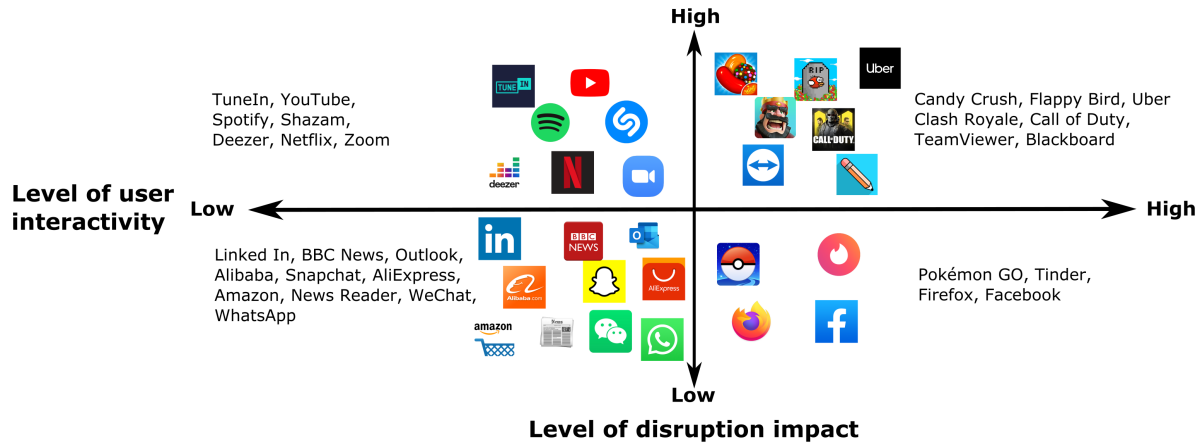 High
TUNE IN
RIP
Uber
TuneIn, YouTube,
Spotify, Shazam,
Deezer, Netflix, Zoom
Candy Crush, Flappy Bird, Uber
Clash Royale, Call of Duty,
TeamViewer, Blackboard
CALL OF DUTY
deezer
N
Level of user
interactivity
Low
High
in
BBC
NEWS
O
Linked In, BBC News, Outlook,
Alibaba, Snapchat, AliExpress,
Amazon, News Reader, WeChat,
WhatsApp
Pokémon GO, Tinder,
Firefox, Facebook
Alibaba.com
AliExpress
amazon
f
Low
Level of disruption impact